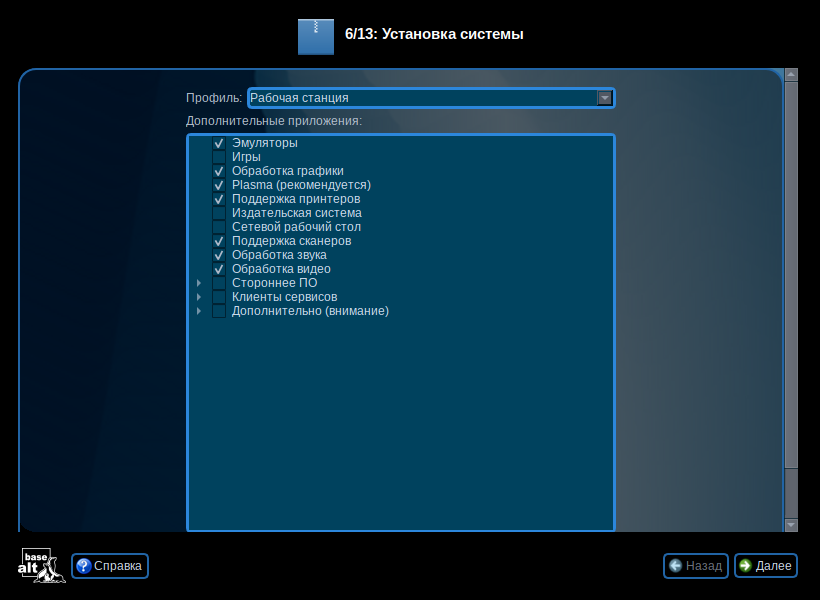 6/13: Установка системы
Профиль: Рабочая станция
Дополнительные приложения:
Эмуляторы
Игры
Обработка графики
Plasma (рекомендуется)
Поддержка принтеров
Издательская система
Сетевой рабочий стол
Поддержка сканеров
Обработка звука
Обработка видео
Стороннее ПО
Клиенты сервисов
Дополнительно (внимание)
base
alt
? Справка
Назад
Далее